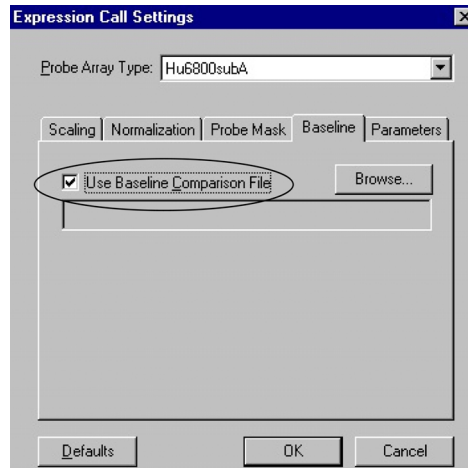 Expression Call Settings
Probe Array Type: Hu6800subA
Scaling Normalization Probe Mask Baseline Parameters
Use Baseline Comparison File Browse...
Defaults OK Cancel